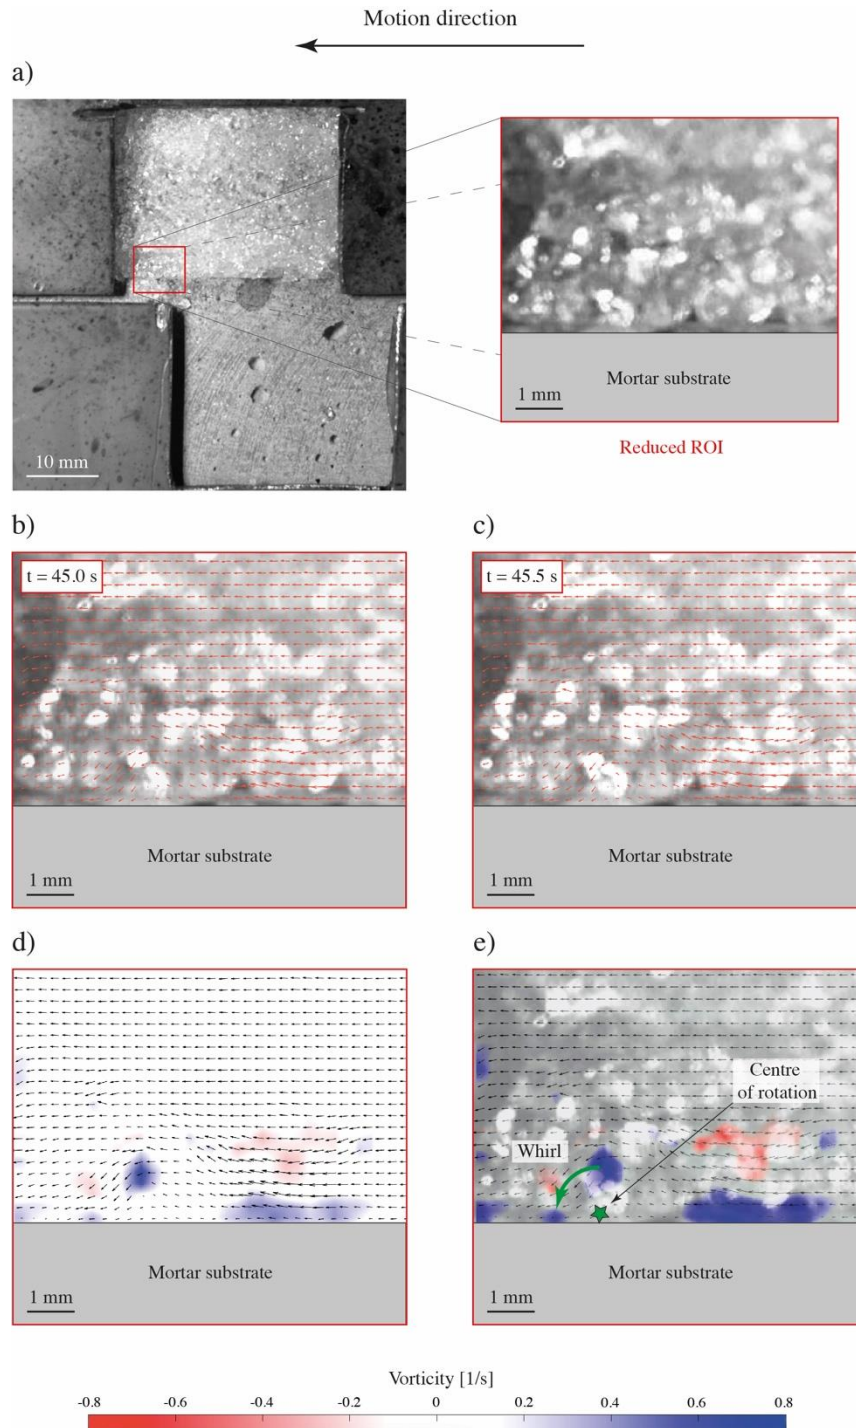 Motion direction
a)
10 mm
Mortar substrate
1 mm
Reduced ROI
b)
t = 45.0 s
Mortar substrate
1 mm
c)
t = 45.5 s
Mortar substrate
1 mm
d)
Mortar substrate
1 mm
e)
Centre
of rotation
Whirl
Mortar substrate
1 mm
Vorticity [1/s]
-0.8 -0.6 -0.4 -0.2 0 0.2 0.4 0.6 0.8